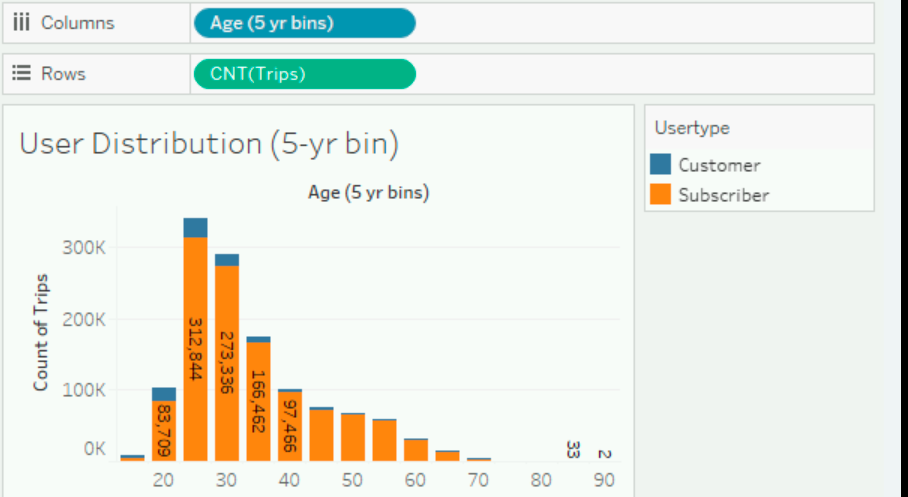 Columns
Age (5 yr bins)
Rows
CNT(Trips)
User Distribution (5-yr bin)
Usertype
Customer
Subscriber
Age (5 yr bins)
Count of Trips
300K
200K
100K
0K
83,709
312,844
273,336
166,462
97,466
33
2
20
30
40
50
60
70
80
90